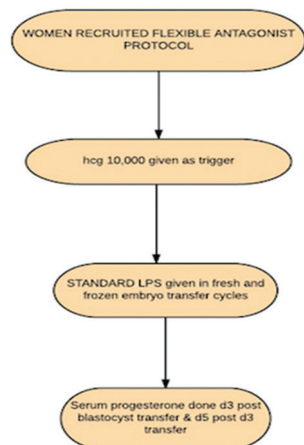 WOMEN RECRUITED FLEXIBLE ANTAGONIST
PROTOCOL
hcg 10,000 given as trigger
STANDARD LPS given in fresh and
frozen embryo transfer cycles
Serum progesterone done d3 post
blastocyst transfer & d5 post d3
transfer